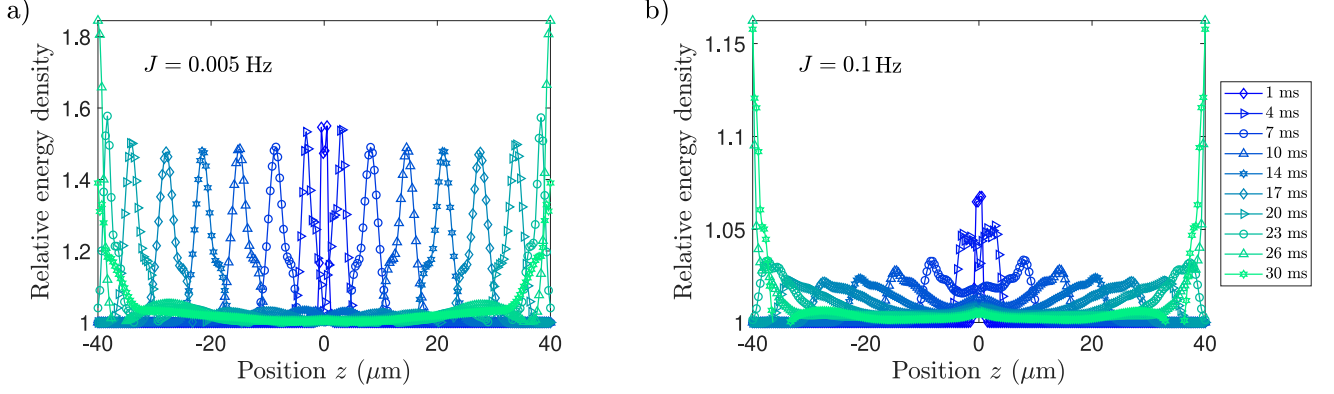 a)
Relative energy density
1.8
1.6
1.4
1.2
1
J = 0.005 Hz
-40 -20 0 20 40
Position z (μm)
b)
Relative energy density
1.15
1.1
1.05
1
J = 0.1 Hz
-40 -20 0 20 40
Position z (μm)
1 ms
4 ms
7 ms
10 ms
14 ms
17 ms
20 ms
23 ms
26 ms
30 ms